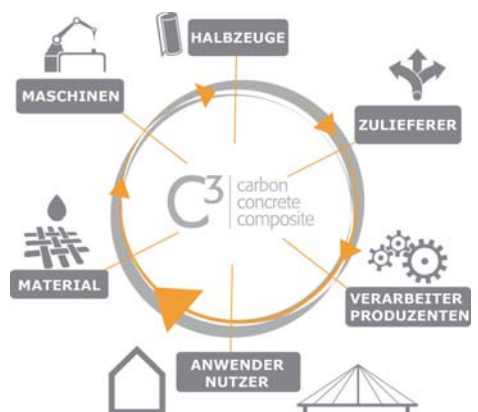 HALBZEUGE
MASCHINEN
ZULIEFERER
C³
carbon
concrete
composite
MATERIAL
VERARBEITER
PRODUZENTEN
ANWENDER
NUTZER